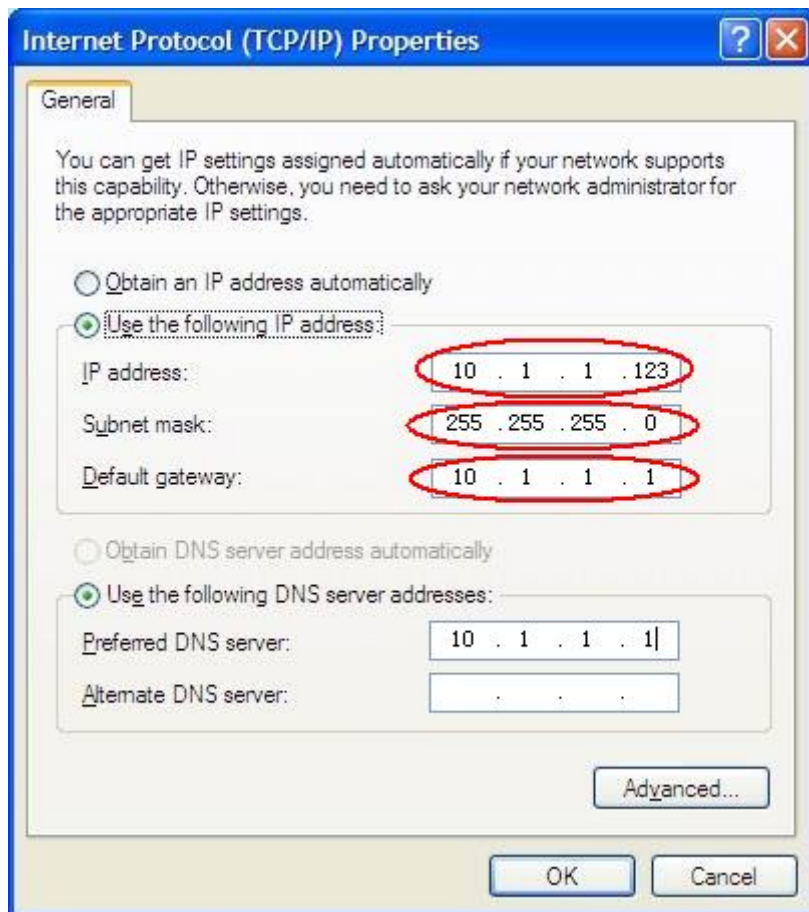 Internet Protocol (TCP/IP) Properties
General
You can get IP settings assigned automatically if your network supports
this capability. Otherwise, you need to ask your network administrator for
the appropriate IP settings.
Obtain an IP address automatically
Use the following IP address:
IP address: 10 . 1 . 1 . 123
Subnet mask: 255 . 255 . 255 . 0
Default gateway: 10 . 1 . 1 . 1
Obtain DNS server address automatically
Use the following DNS server addresses:
Preferred DNS server: 10 . 1 . 1 . 1
Alternate DNS server: . . .
Advanced...
OK Cancel